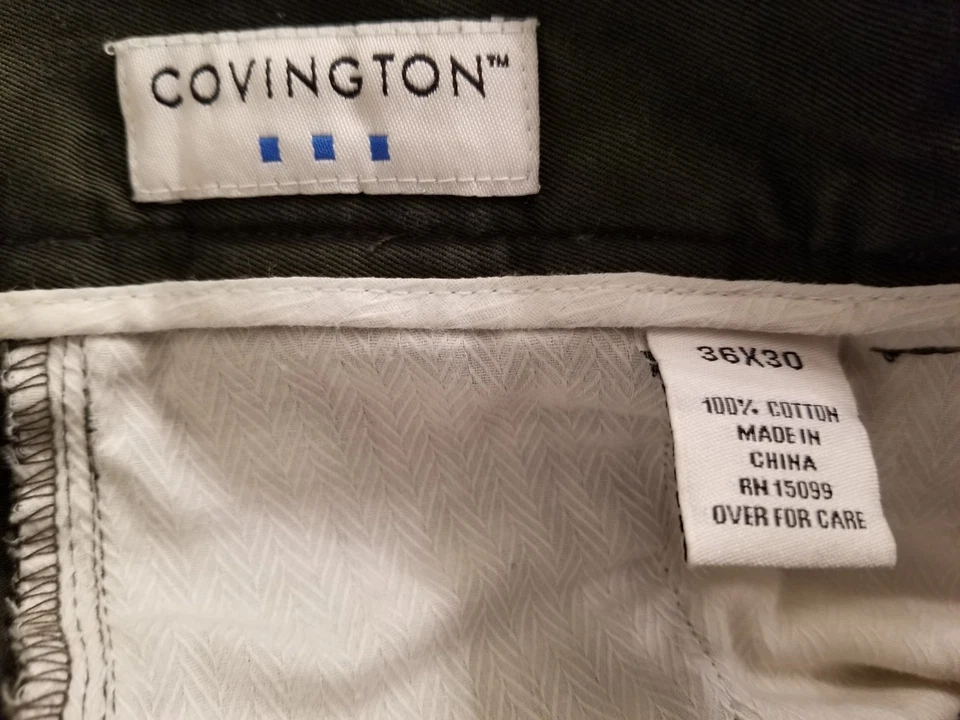 COVINGTON™
36X30
100% COTTON
MADE IN
CHINA
RN 15099
OVER FOR CARE